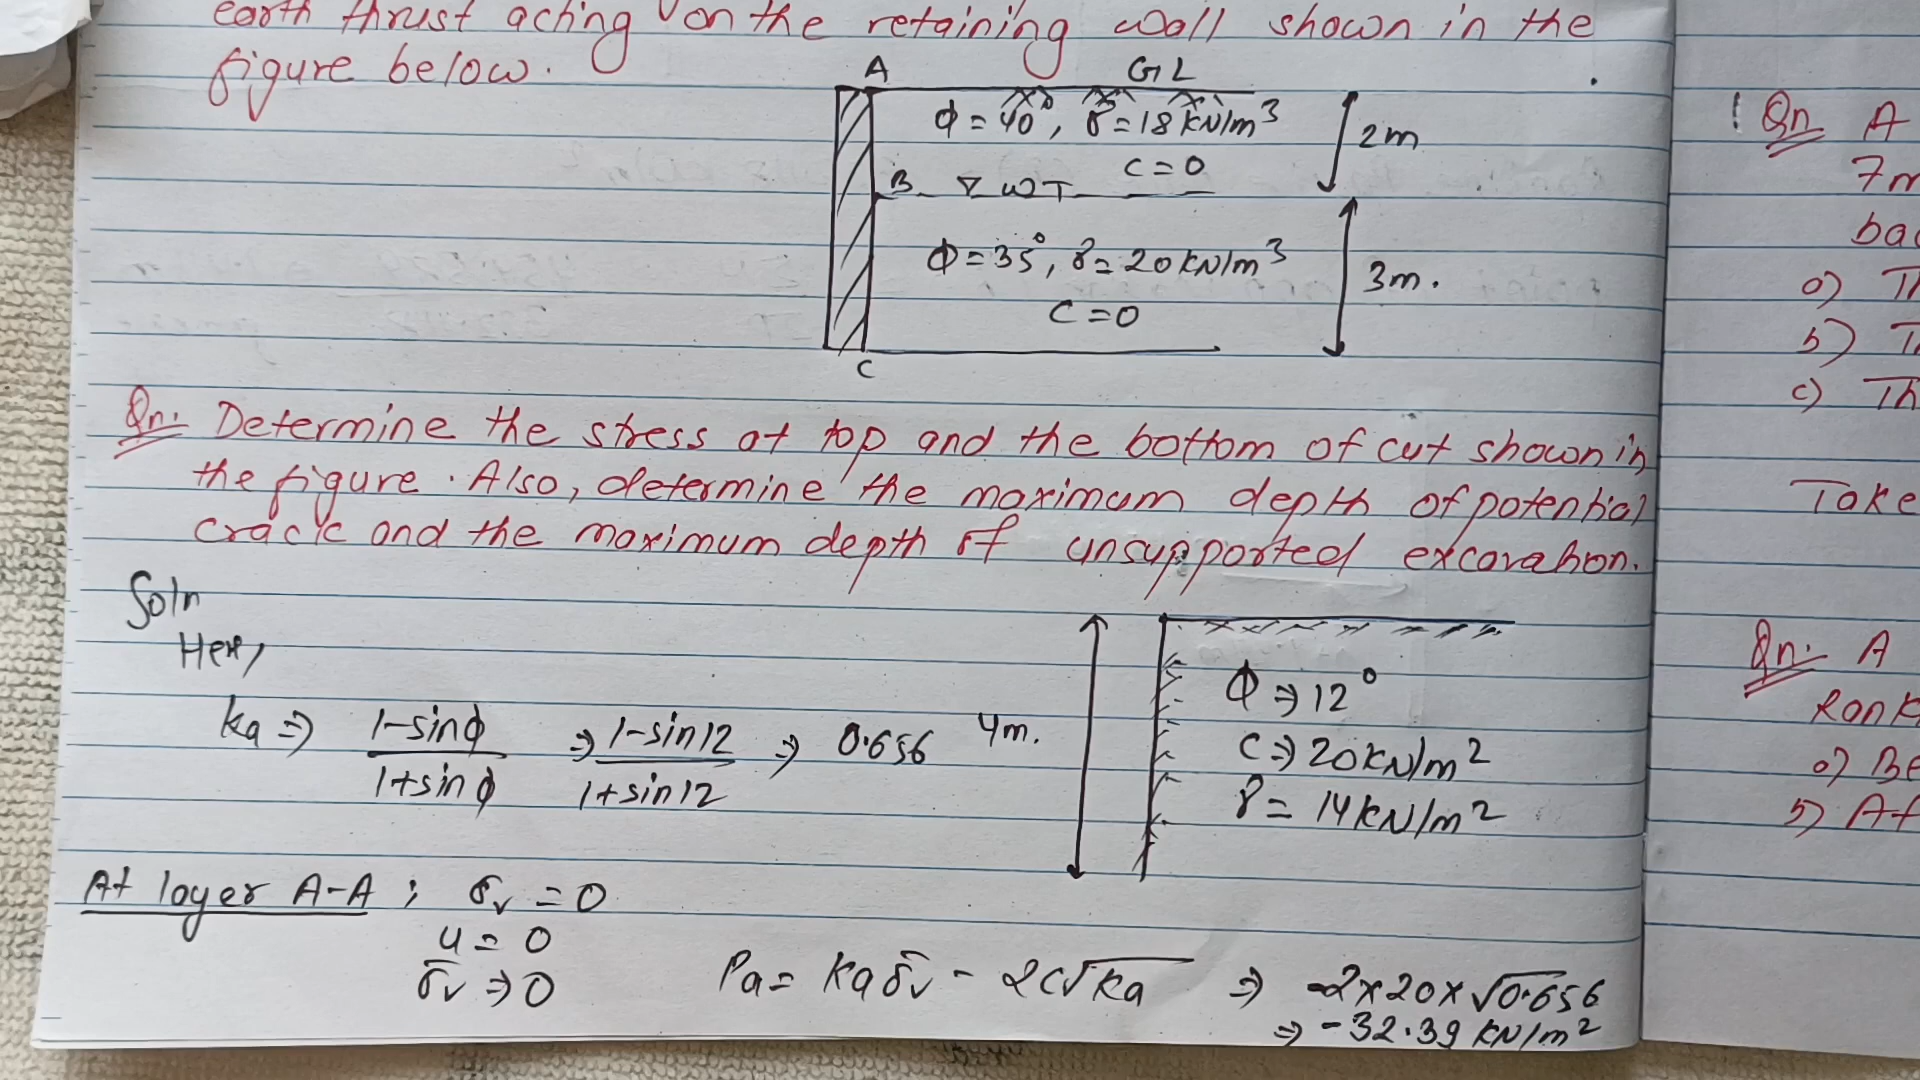 earth thrust acting on the retaining wall shown in the
figure below.
A GL
Φ = 40°, γ = 18 kN/m³
2m
C = 0
B ∇ WT
Φ = 35°, γ = 20 kN/m³
3m.
C = 0
C
Qn: Determine the stress at top and the bottom of cut shown in
the figure. Also, determine the maximum depth of potential
crack and the maximum depth of unsupported excavation.
Soln
Here,
ka ⇒ 1-sinφ / 1+sinφ ⇒ 1-sin12 / 1+sin12 ⇒ 0.656
4m.
Φ ⇒ 12°
C ⇒ 20kN/m²
γ = 14kN/m²
At layer A-A ; σv = 0
u = 0
σ̄v ⇒ 0
Pa = kaσ̄v - 2c√ka ⇒ -2×20×√0.656
⇒ -32.39 kN/m²
! Qn A
7m
a) Th
b) Th
c) Th
Take
Qn: A
Rank
a) Be
b) Af